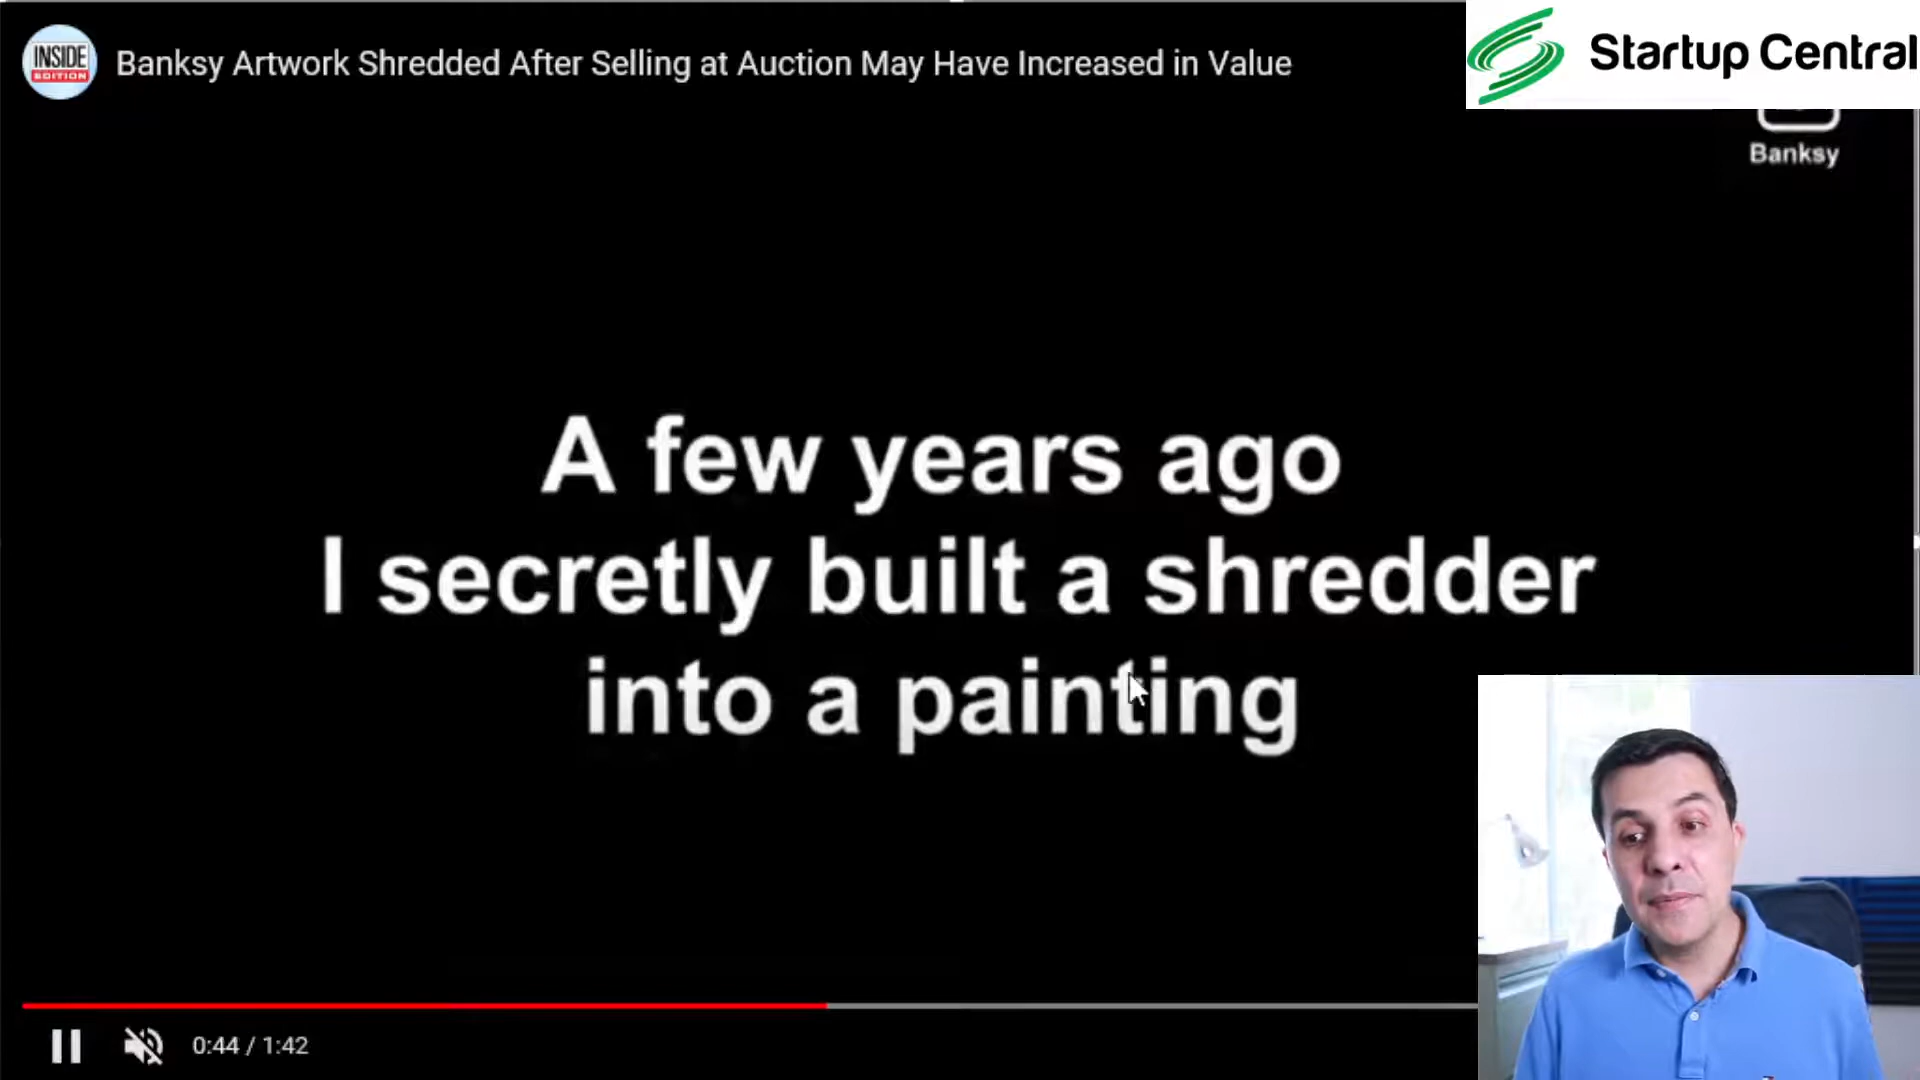 INSIDE
EDITION
Banksy Artwork Shredded After Selling at Auction May Have Increased in Value
Startup Central
Banksy
A few years ago
I secretly built a shredder
into a painting
0:44 / 1:42